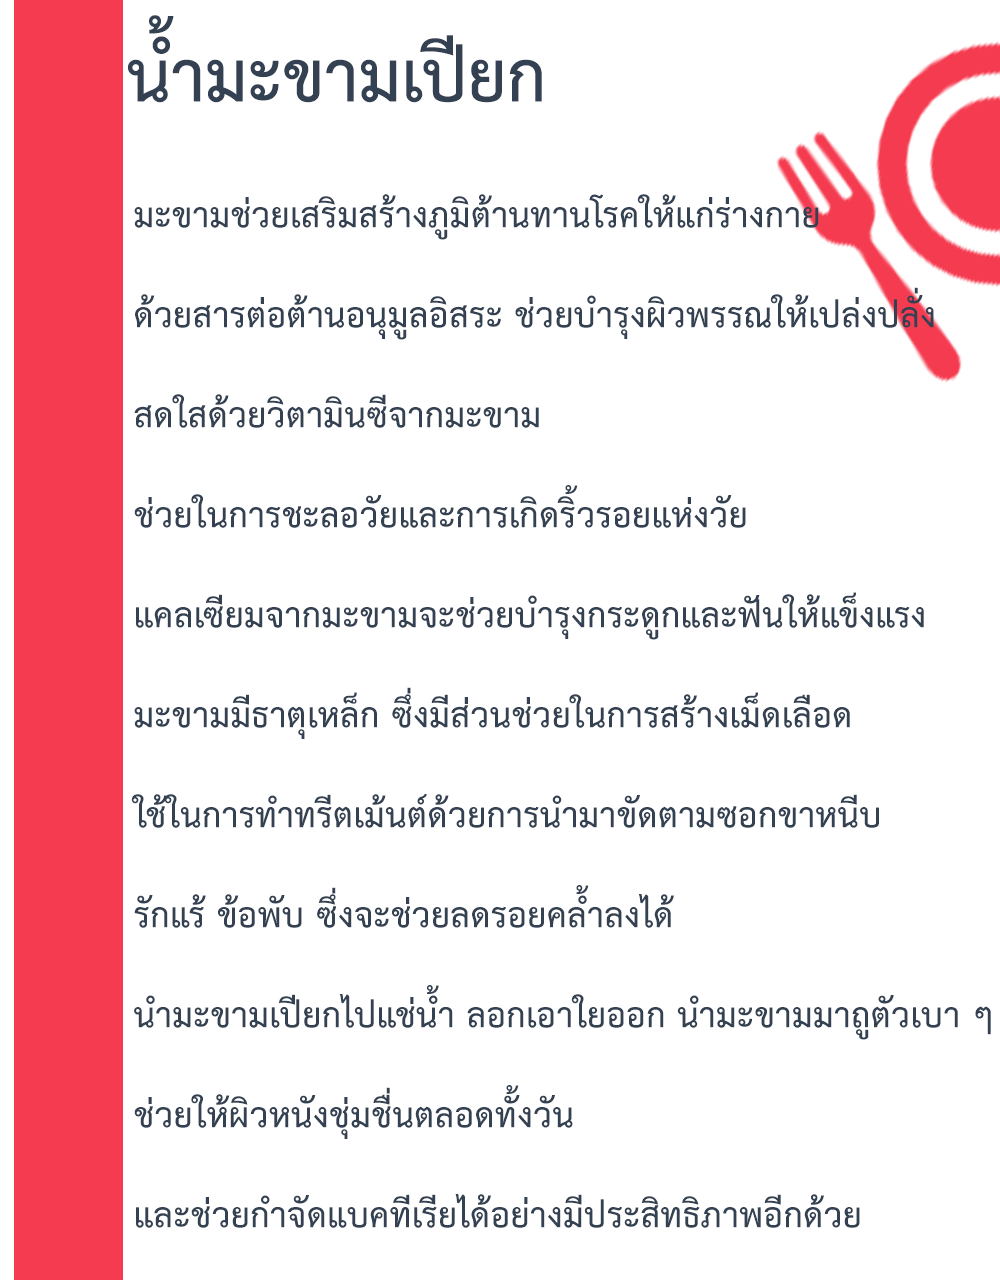 น้ำมะขามเปียก
มะขามช่วยเสริมสร้างภูมิต้านทานโรคให้แก่ร่างกาย
ด้วยสารต่อต้านอนุมูลอิสระ ช่วยบำรุงผิวพรรณให้เปล่งปลั่ง
สดใสด้วยวิตามินซีจากมะขาม
ช่วยในการชะลอวัยและการเกิดริ้วรอยแห่งวัย
แคลเซียมจากมะขามจะช่วยบำรุงกระดูกและฟันให้แข็งแรง
มะขามมีธาตุเหล็ก ซึ่งมีส่วนช่วยในการสร้างเม็ดเลือด
ใช้ในการทำทรีตเม้นต์ด้วยการนำมาขัดตามซอกขาหนีบ
รักแร้ ข้อพับ ซึ่งจะช่วยลดรอยคล้ำลงได้
นำมะขามเปียกไปแช่น้ำ ลอกเอาใยออก นำมะขามมาถูตัวเบา ๆ
ช่วยให้ผิวหนังชุ่มชื่นตลอดทั้งวัน
และช่วยกำจัดแบคทีเรียได้อย่างมีประสิทธิภาพอีกด้วย